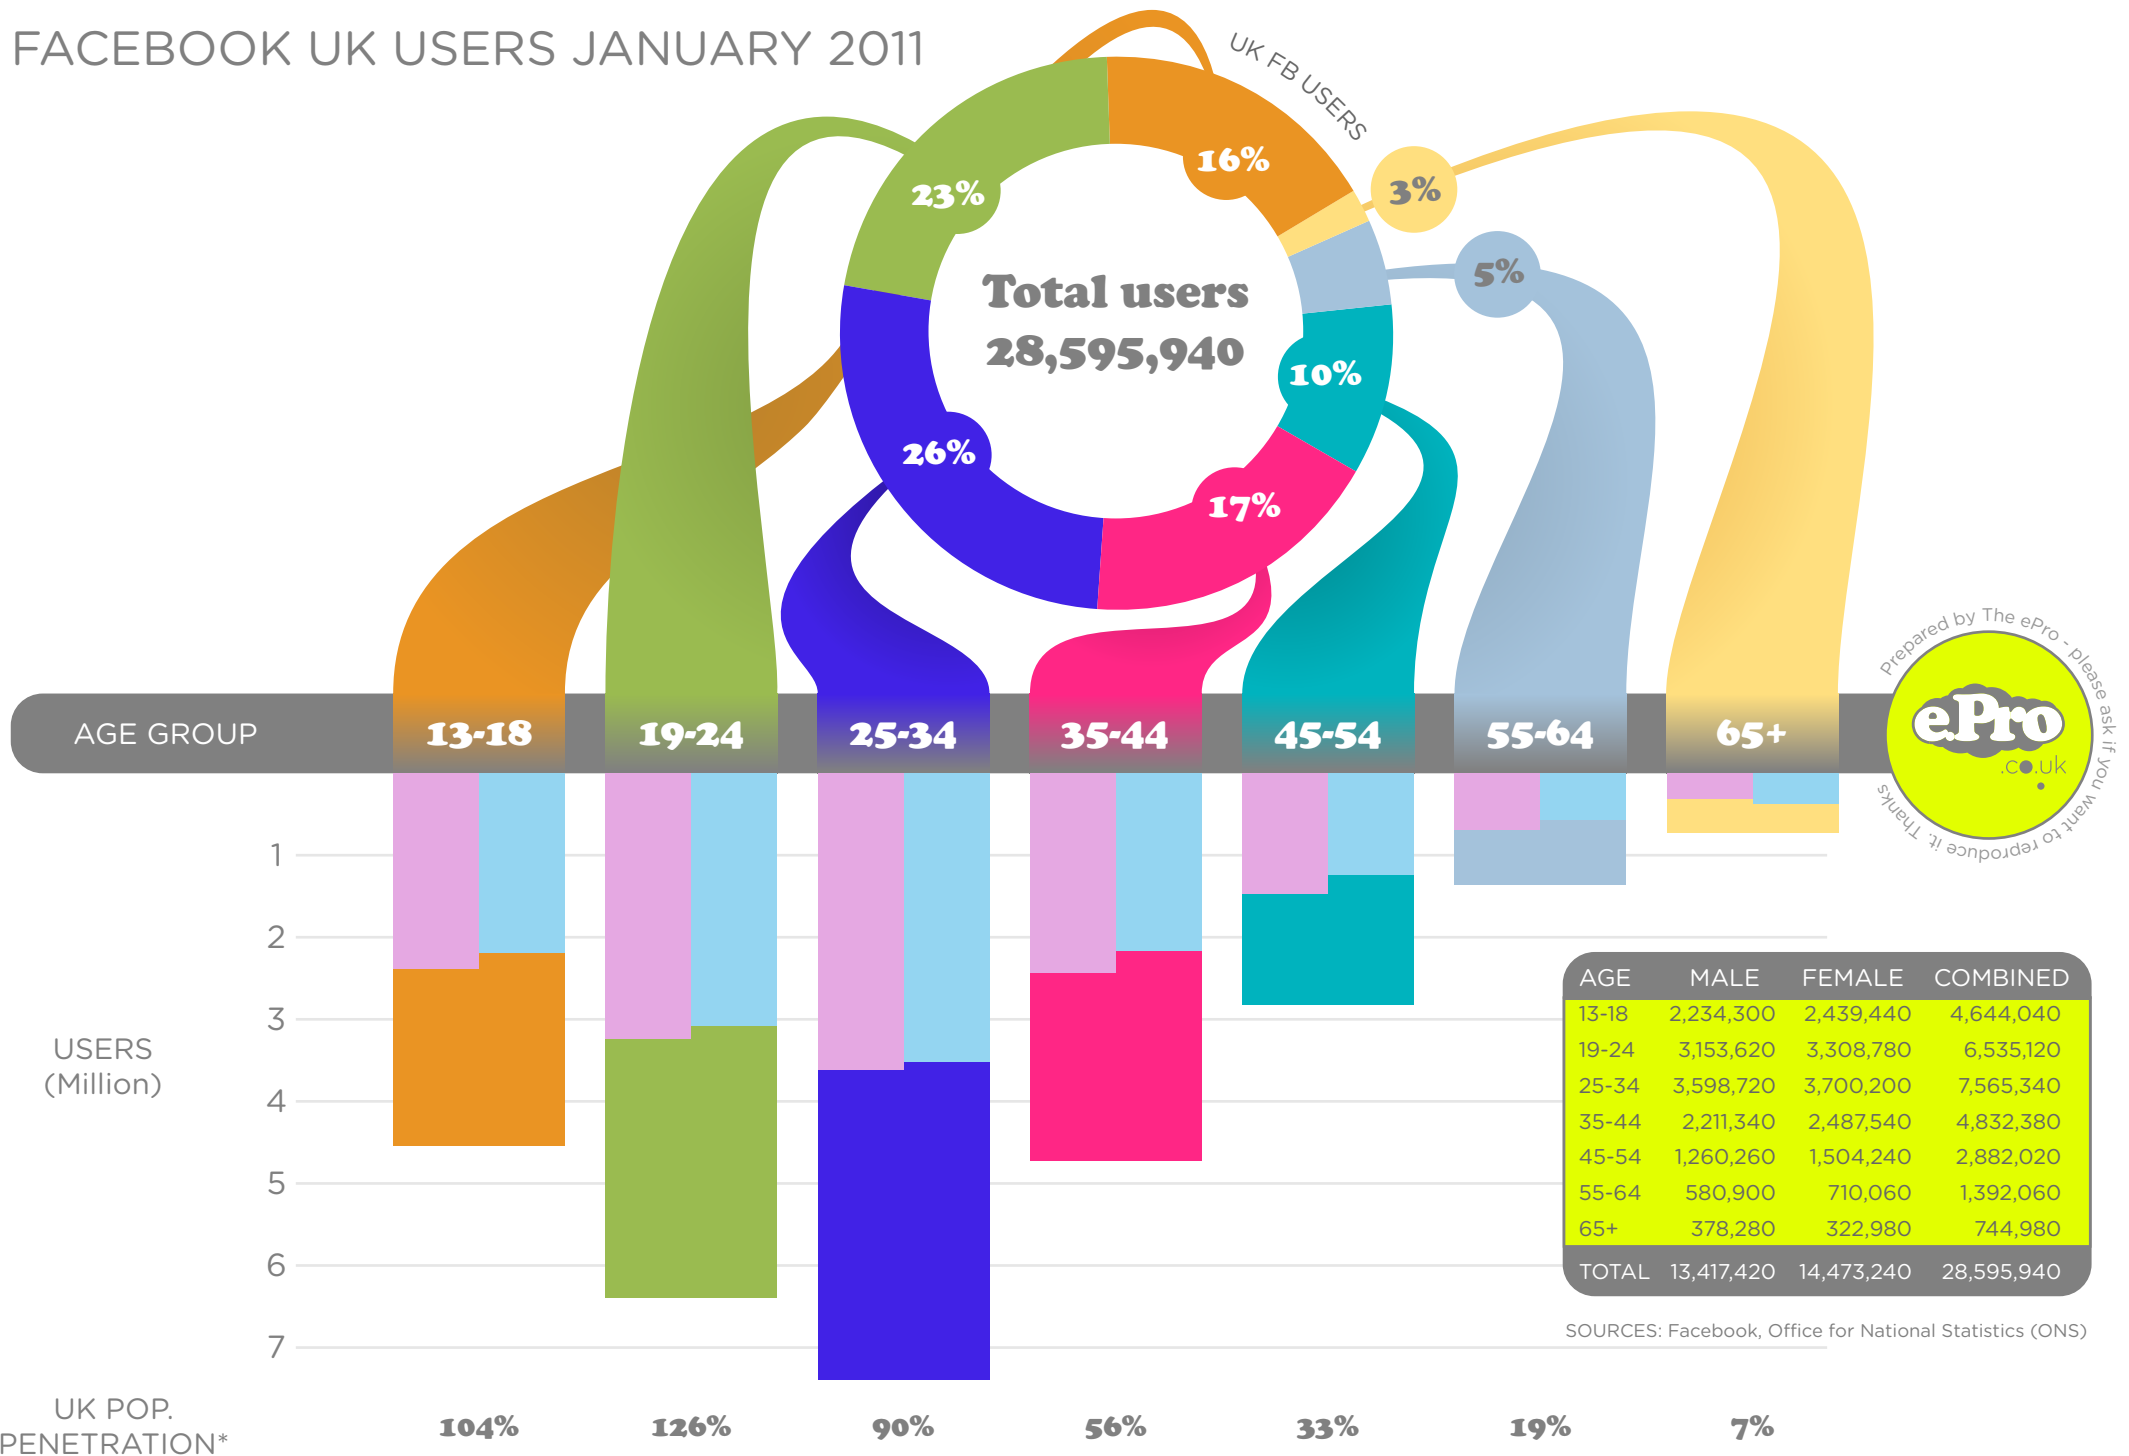 FACEBOOK UK USERS JANUARY 2011
UK FB USERS
16%
23%
3%
5%
Total users
28,595,940
10%
26%
17%
Prepared by The ePro - please ask if you want to reproduce it. Thanks
e.Pro
.co.uk
AGE GROUP 13-18 19-24 25-34 35-44 45-54 55-64 65+
1
2
3
4
5
6
7
USERS
(Million)
AGE MALE FEMALE COMBINED
13-18 2,234,300 2,439,440 4,644,040
19-24 3,153,620 3,308,780 6,535,120
25-34 3,598,720 3,700,200 7,565,340
35-44 2,211,340 2,487,540 4,832,380
45-54 1,260,260 1,504,240 2,882,020
55-64 580,900 710,060 1,392,060
65+ 378,280 322,980 744,980
TOTAL 13,417,420 14,473,240 28,595,940
SOURCES: Facebook, Office for National Statistics (ONS)
UK POP.
PENETRATION*
104% 126% 90% 56% 33% 19% 7%